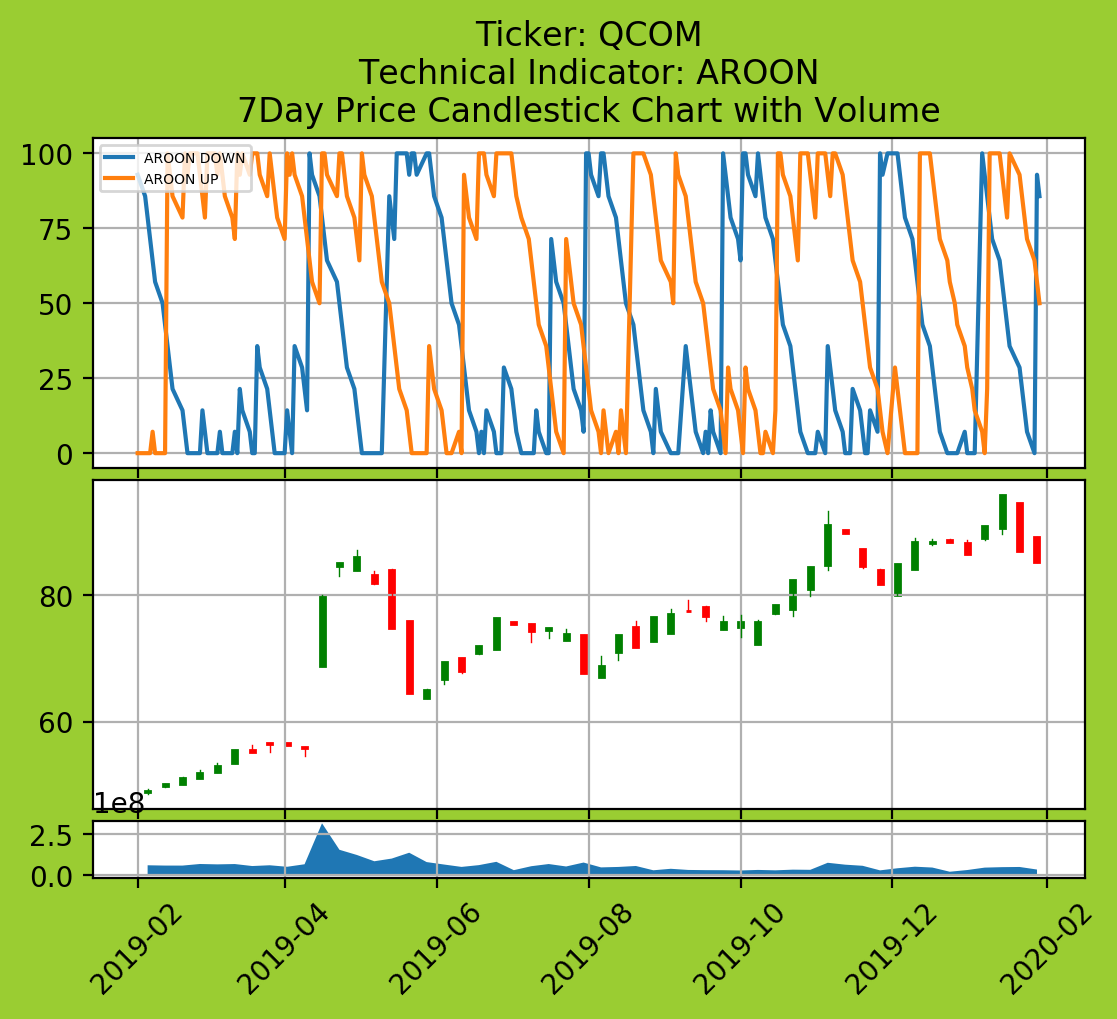 Ticker: QCOM
Technical Indicator: AROON
7Day Price Candlestick Chart with Volume
100
75
50
25
0
AROON DOWN
AROON UP
80
60
1e8
2.5
0.0
2019-02
2019-04
2019-06
2019-08
2019-10
2019-12
2020-02